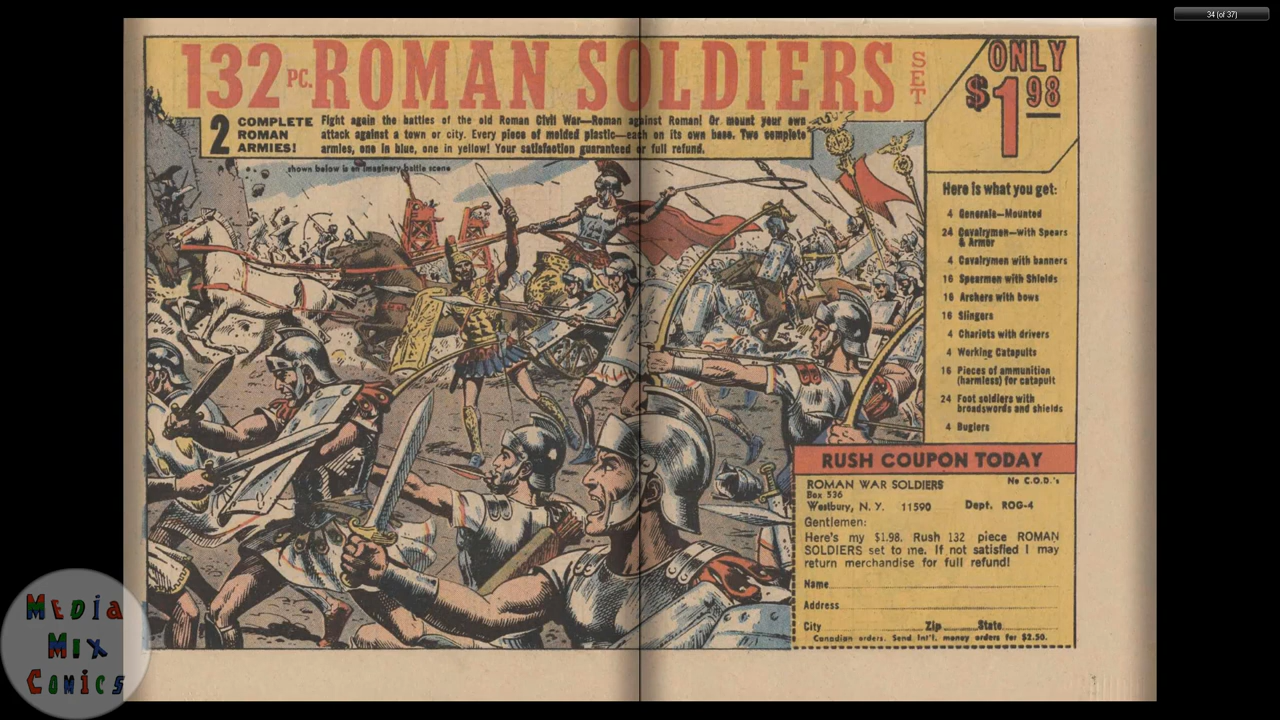 34 (of 37)
132 PC. ROMAN SOLDIERS SET
ONLY
$1 98
2 COMPLETE
ROMAN
ARMIES!
Fight again the battles of the old Roman Civil War—Roman against Roman! Or mount your own
attack against a town or city. Every piece of molded plastic—each on its own base. Two complete
armies, one in blue, one in yellow! Your satisfaction guaranteed or full refund.
shown below is an imaginary battle scene
Here is what you get:
4 Generals—Mounted
24 Cavalrymen—with Spears
& Armor
4 Cavalrymen with banners
16 Spearmen with Shields
16 Archers with bows
16 Slingers
4 Chariots with drivers
4 Working Catapults
16 Pieces of ammunition
(harmless) for catapult
24 Foot soldiers with
broadswords and shields
4 Buglers
RUSH COUPON TODAY
ROMAN WAR SOLDIERS No C.O.D.'s
Box 536
Westbury, N. Y. 11590 Dept. ROG-4
Gentlemen:
Here's my $1.98. Rush 132 piece ROMAN
SOLDIERS set to me. If not satisfied I may
return merchandise for full refund!
Name
Address
City Zip State
Canadian orders. Send Int'l. money orders for $2.50.
MEDIA
MIX
COMICS